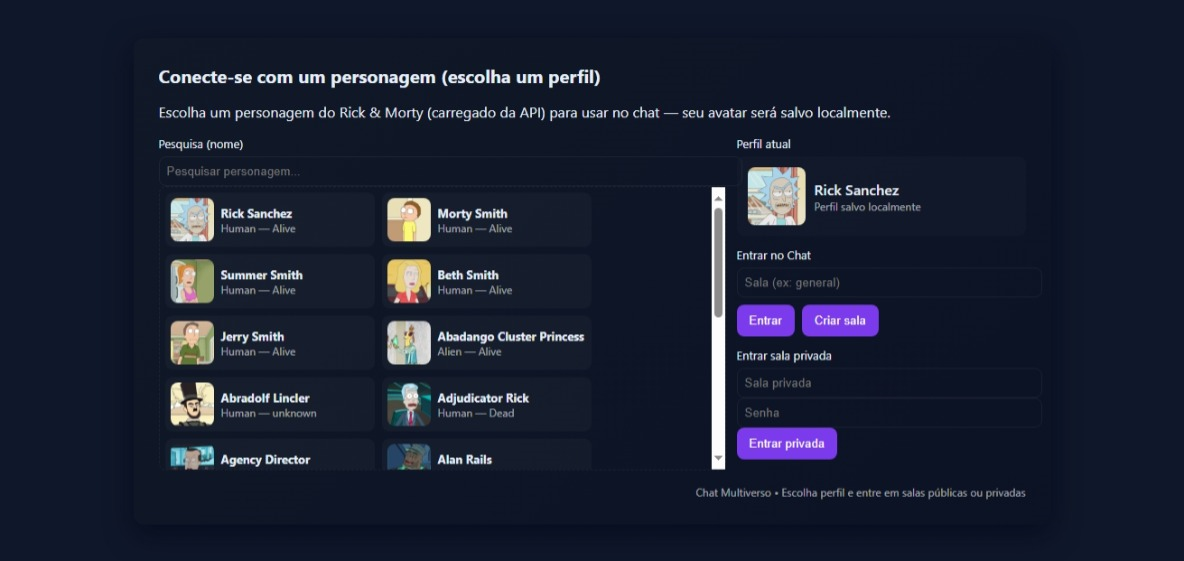 Conecte-se com um personagem (escolha um perfil)
Escolha um personagem do Rick & Morty (carregado da API) para usar no chat — seu avatar será salvo localmente.
Pesquisa (nome)
Pesquisar personagem...
Rick Sanchez
Human — Alive
Morty Smith
Human — Alive
Summer Smith
Human — Alive
Beth Smith
Human — Alive
Jerry Smith
Human — Alive
Abadango Cluster Princess
Alien — Alive
Abradolf Lincler
Human — unknown
Adjudicator Rick
Human — Dead
Agency Director
Alan Rails
Perfil atual
Rick Sanchez
Perfil salvo localmente
Entrar no Chat
Sala (ex: general)
Entrar
Criar sala
Entrar sala privada
Sala privada
Senha
Entrar privada
Chat Multiverso • Escolha perfil e entre em salas públicas ou privadas